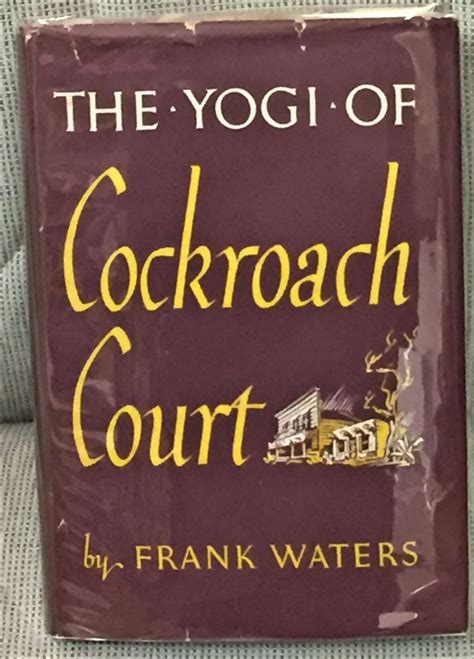 THE · YOGI · OF
Cockroach
Court
by FRANK WATERS